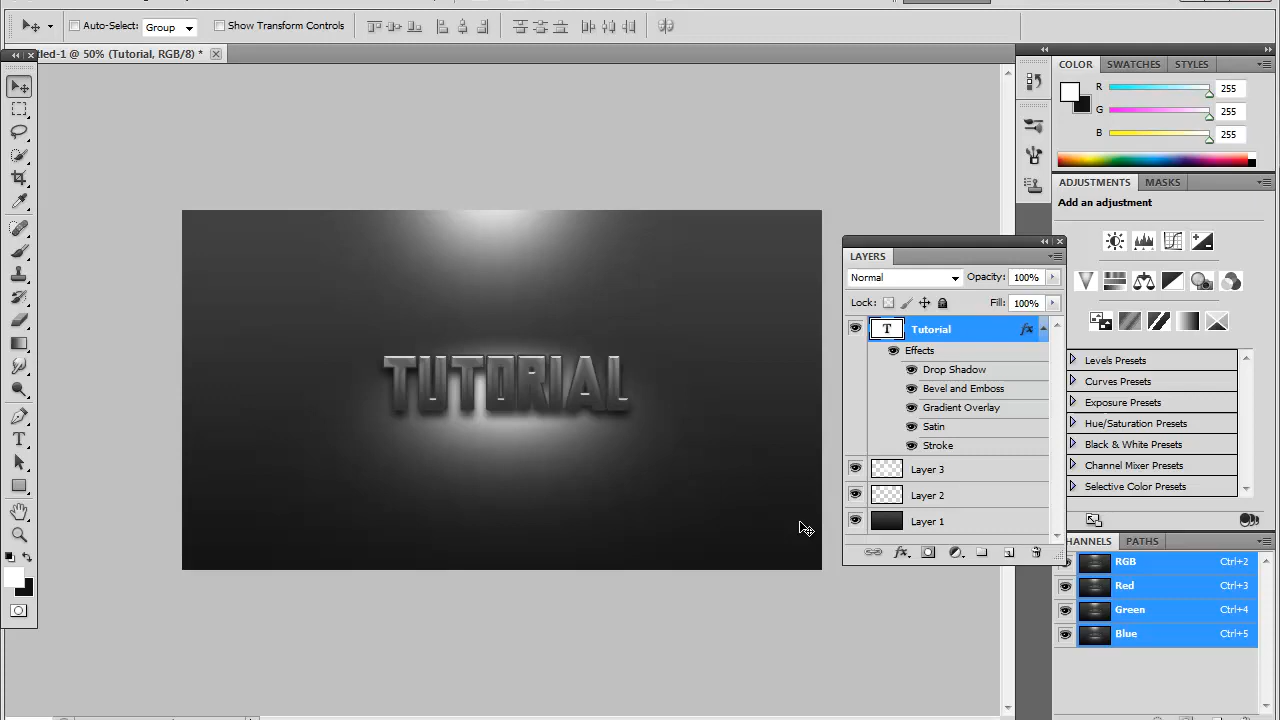 Auto-Select: Group Show Transform Controls
tled-1 @ 50% (Tutorial, RGB/8) *
TUTORIAL
LAYERS
Normal Opacity: 100%
Lock: Fill: 100%
T Tutorial fx
Effects
Drop Shadow
Bevel and Emboss
Gradient Overlay
Satin
Stroke
Layer 3
Layer 2
Layer 1
fx
COLOR SWATCHES STYLES
R 255
G 255
B 255
ADJUSTMENTS MASKS
Add an adjustment
Levels Presets
Curves Presets
Exposure Presets
Hue/Saturation Presets
Black & White Presets
Channel Mixer Presets
Selective Color Presets
HANNELS PATHS
RGB Ctrl+2
Red Ctrl+3
Green Ctrl+4
Blue Ctrl+5